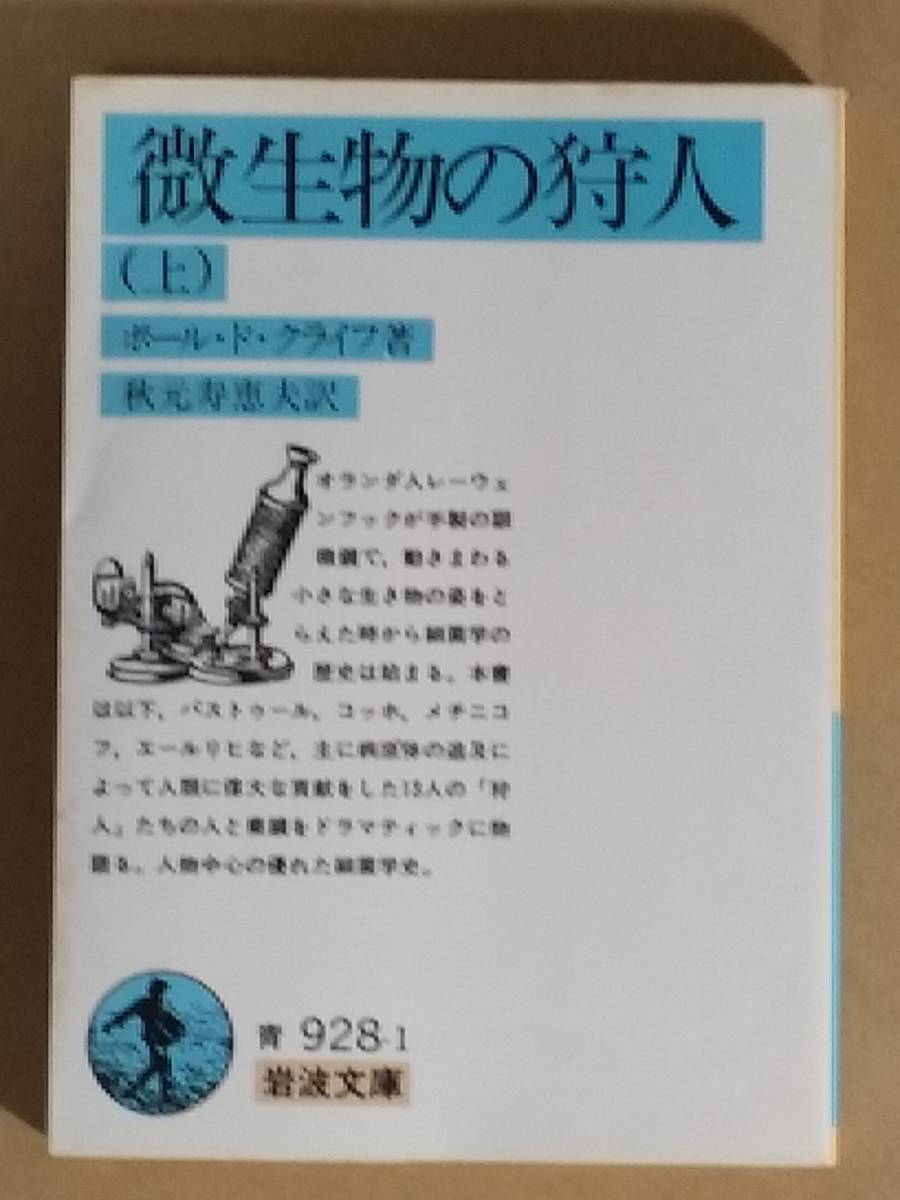 微生物の狩人
(上)
ポール・ド・クライフ著
秋元寿恵夫訳
オランダ人レーウェ
ンフックが手製の顕
微鏡で、動きまわる
小さな生き物の姿をと
らえた時から細菌学の
歴史は始まる。本書
は以下、パストゥール、コッホ、メチニコ
フ、エールリヒなど、主に病原体の追及に
よって人類に偉大な貢献をした13人の「狩
人」たちの人と業績をドラマティックに物
語る。人物中心の優れた細菌学史。
青 928-1
岩波文庫